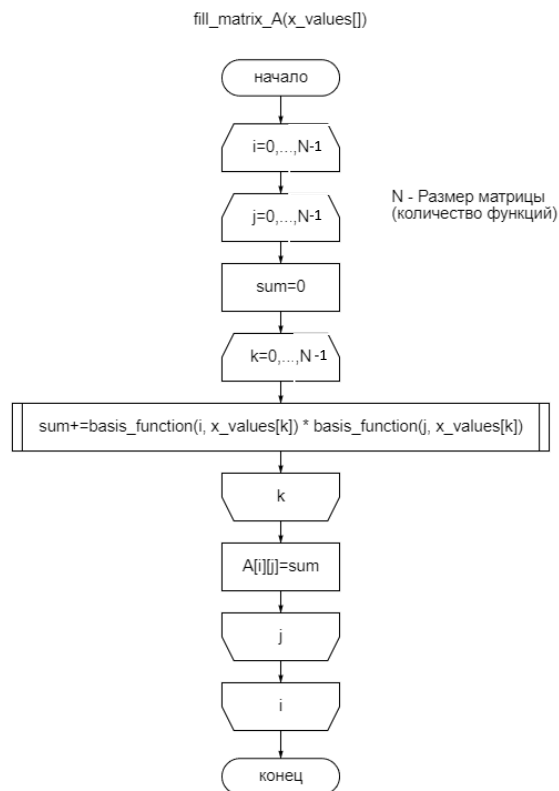 fill_matrix_A(x_values[])
начало
i=0,...,N-1
j=0,...,N-1
N - Размер матрицы
(количество функций)
sum=0
k=0,...,N-1
sum+=basis_function(i, x_values[k]) * basis_function(j, x_values[k])
k
A[i][j]=sum
j
i
конец